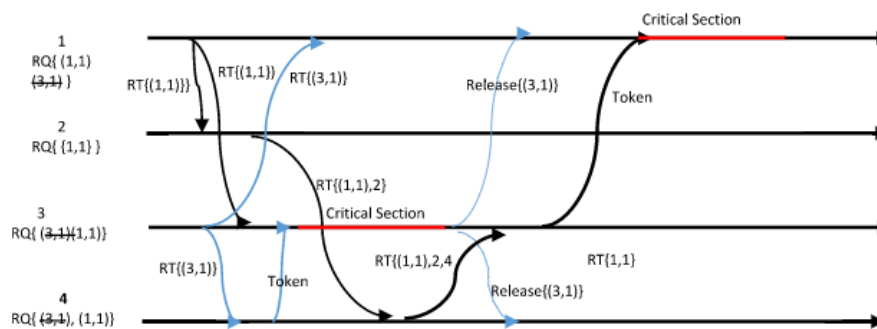 Critical Section
1
RQ{ (1,1)
(3,1) }
RT{(1,1)}}
RT{(1,1)}
RT{(3,1)}
Release{(3,1)}
Token
2
RQ{ {1,1} }
RT{(1,1),2}
Critical Section
3
RQ{ (3,1)(1,1)}
RT{(3,1)}
Token
RT{(1,1),2,4
RT{1,1}
Release{(3,1)}
4
RQ{ (3,1), (1,1)}